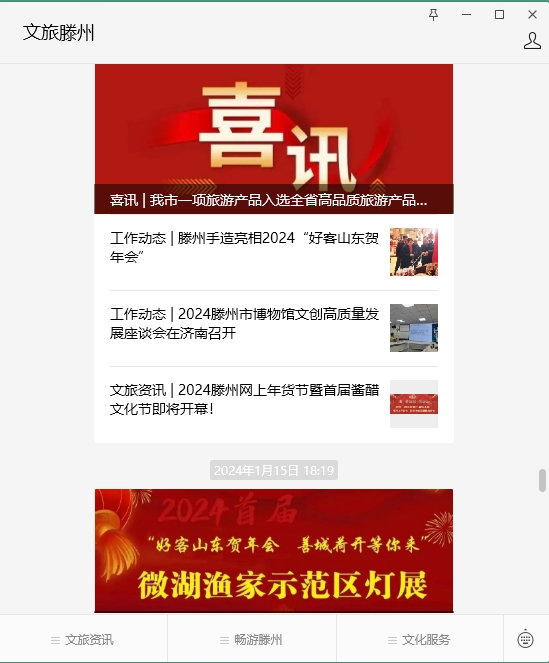 文旅滕州
喜讯
喜讯 | 我市一项旅游产品入选全省高品质旅游产品...
工作动态 | 滕州手造亮相2024“好客山东贺
年会”
工作动态 | 2024滕州市博物馆文创高质量发
展座谈会在济南召开
文旅资讯 | 2024滕州网上年货节暨首届酱醋
文化节即将开幕！
2024年1月15日 18:19
2024首届
“好客山东贺年会 善城荷开等你来”
微湖渔家示范区灯展
文旅资讯
畅游滕州
文化服务